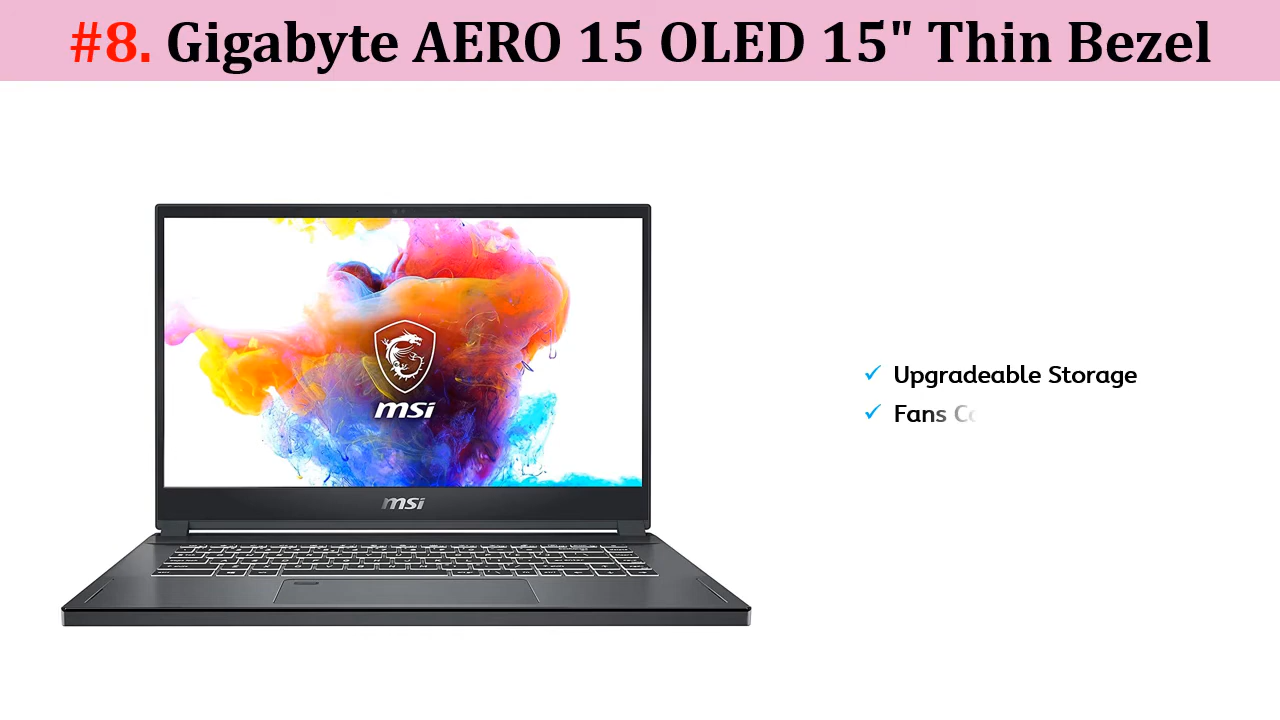 #8. Gigabyte AERO 15 OLED 15" Thin Bezel
msi
msi
✓ Upgradeable Storage
✓ Fans